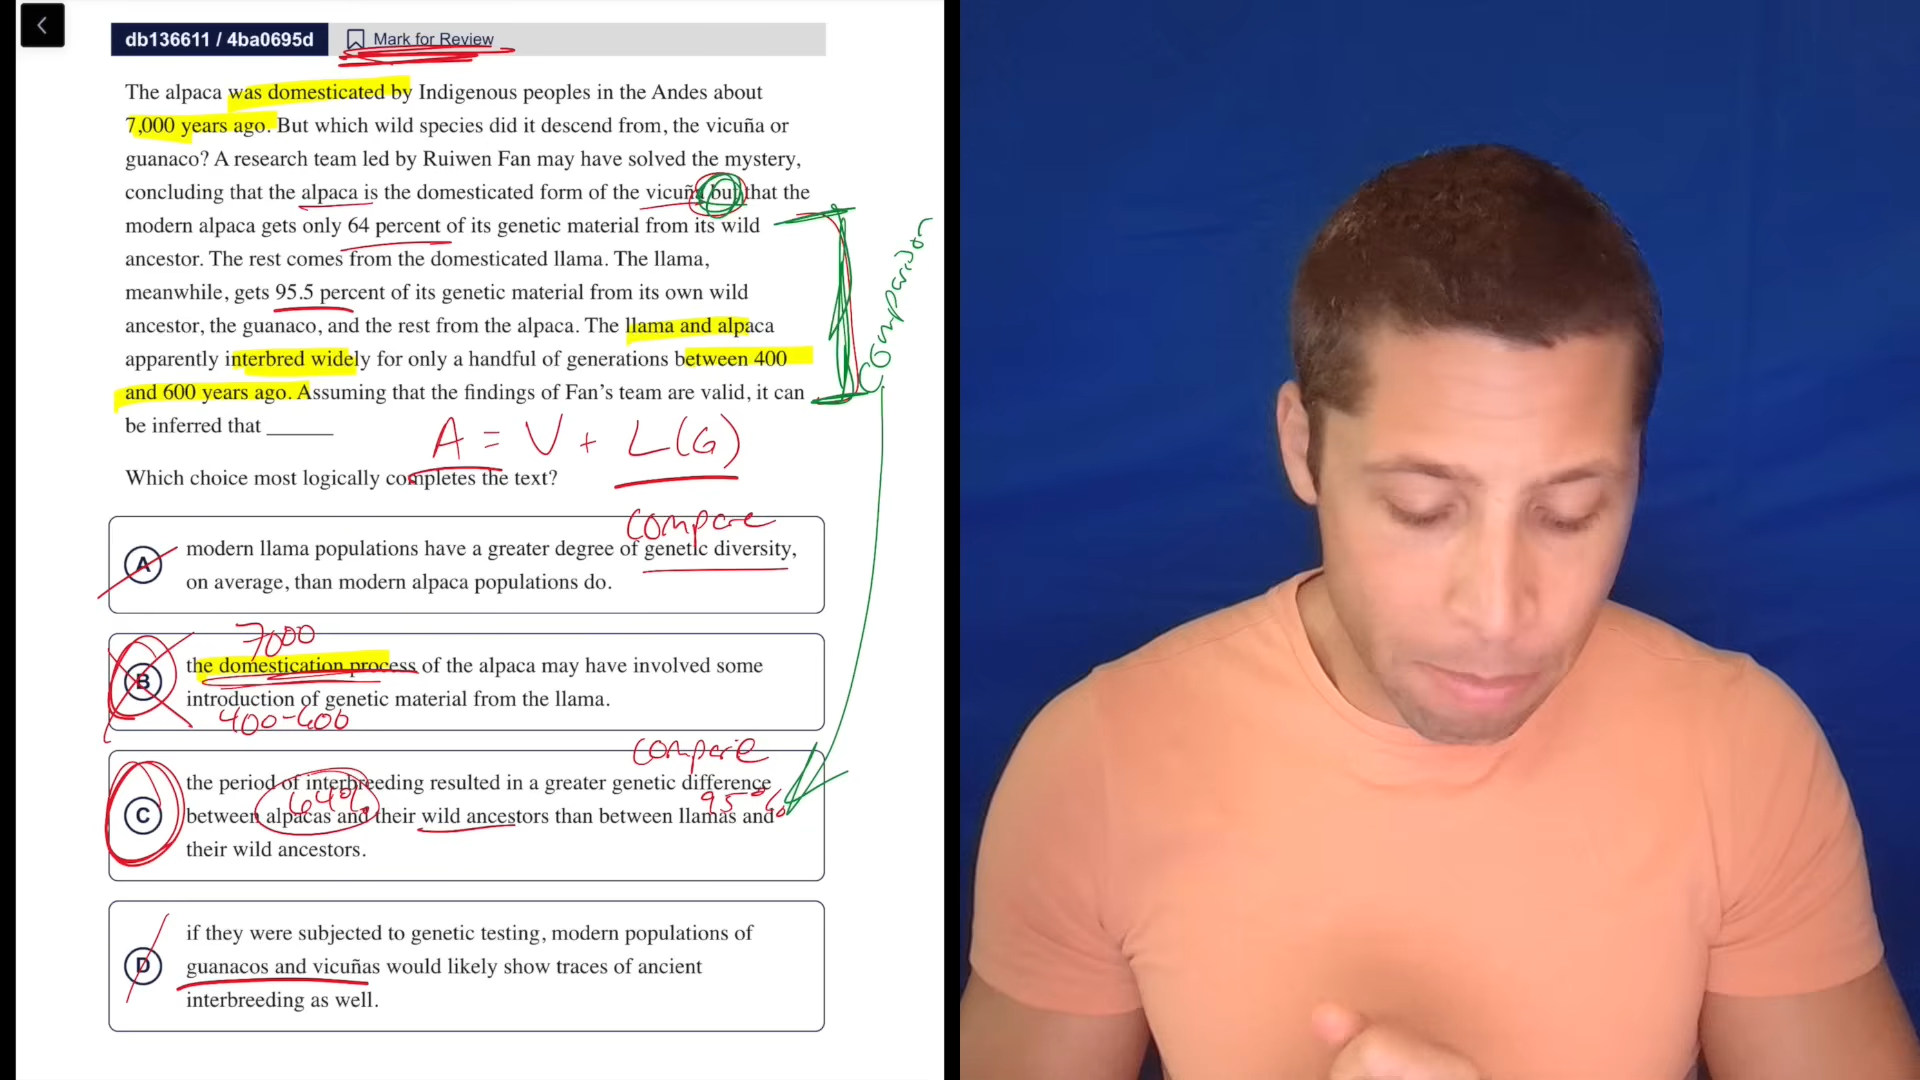 db136611 / 4ba0695d Mark for Review
The alpaca was domesticated by Indigenous peoples in the Andes about
7,000 years ago. But which wild species did it descend from, the vicuña or
guanaco? A research team led by Ruiwen Fan may have solved the mystery,
concluding that the alpaca is the domesticated form of the vicuña but that the
modern alpaca gets only 64 percent of its genetic material from its wild
ancestor. The rest comes from the domesticated llama. The llama,
meanwhile, gets 95.5 percent of its genetic material from its own wild
ancestor, the guanaco, and the rest from the alpaca. The llama and alpaca
apparently interbred widely for only a handful of generations between 400
and 600 years ago. Assuming that the findings of Fan's team are valid, it can
be inferred that ______
Comparison
A = V + L(G)
Which choice most logically completes the text?
compare
A modern llama populations have a greater degree of genetic diversity,
on average, than modern alpaca populations do.
7000
B the domestication process of the alpaca may have involved some
introduction of genetic material from the llama.
400-600
compare
C the period of interbreeding resulted in a greater genetic difference
64% 95%
between alpacas and their wild ancestors than between llamas and
their wild ancestors.
D if they were subjected to genetic testing, modern populations of
guanacos and vicuñas would likely show traces of ancient
interbreeding as well.